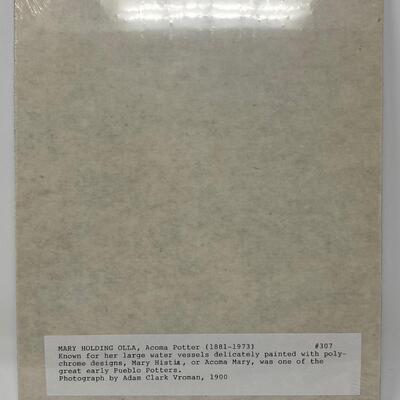 MARY HOLDING OLLA, Acoma Potter (1881-1973) #307
Known for her large water vessels delicately painted with poly-
chrome designs, Mary Histia, or Acoma Mary, was one of the
great early Pueblo Potters.
Photograph by Adam Clark Vroman, 1900